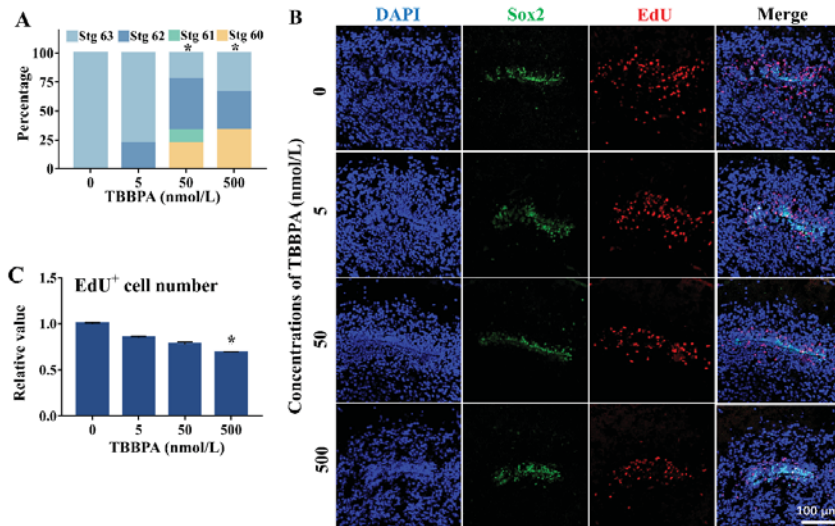 A
Stg 63 Stg 62 Stg 61 Stg 60
* *
100
75
50
25
0
Percentage
0 5 50 500
TBBPA (nmol/L)
B
DAPI Sox2 EdU Merge
Concentrations of TBBPA (nmol/L)
0
5
50
500
100 μm
C
EdU⁺ cell number
1.5
1.0
0.5
0.0
Relative value
*
0 5 50 500
TBBPA (nmol/L)